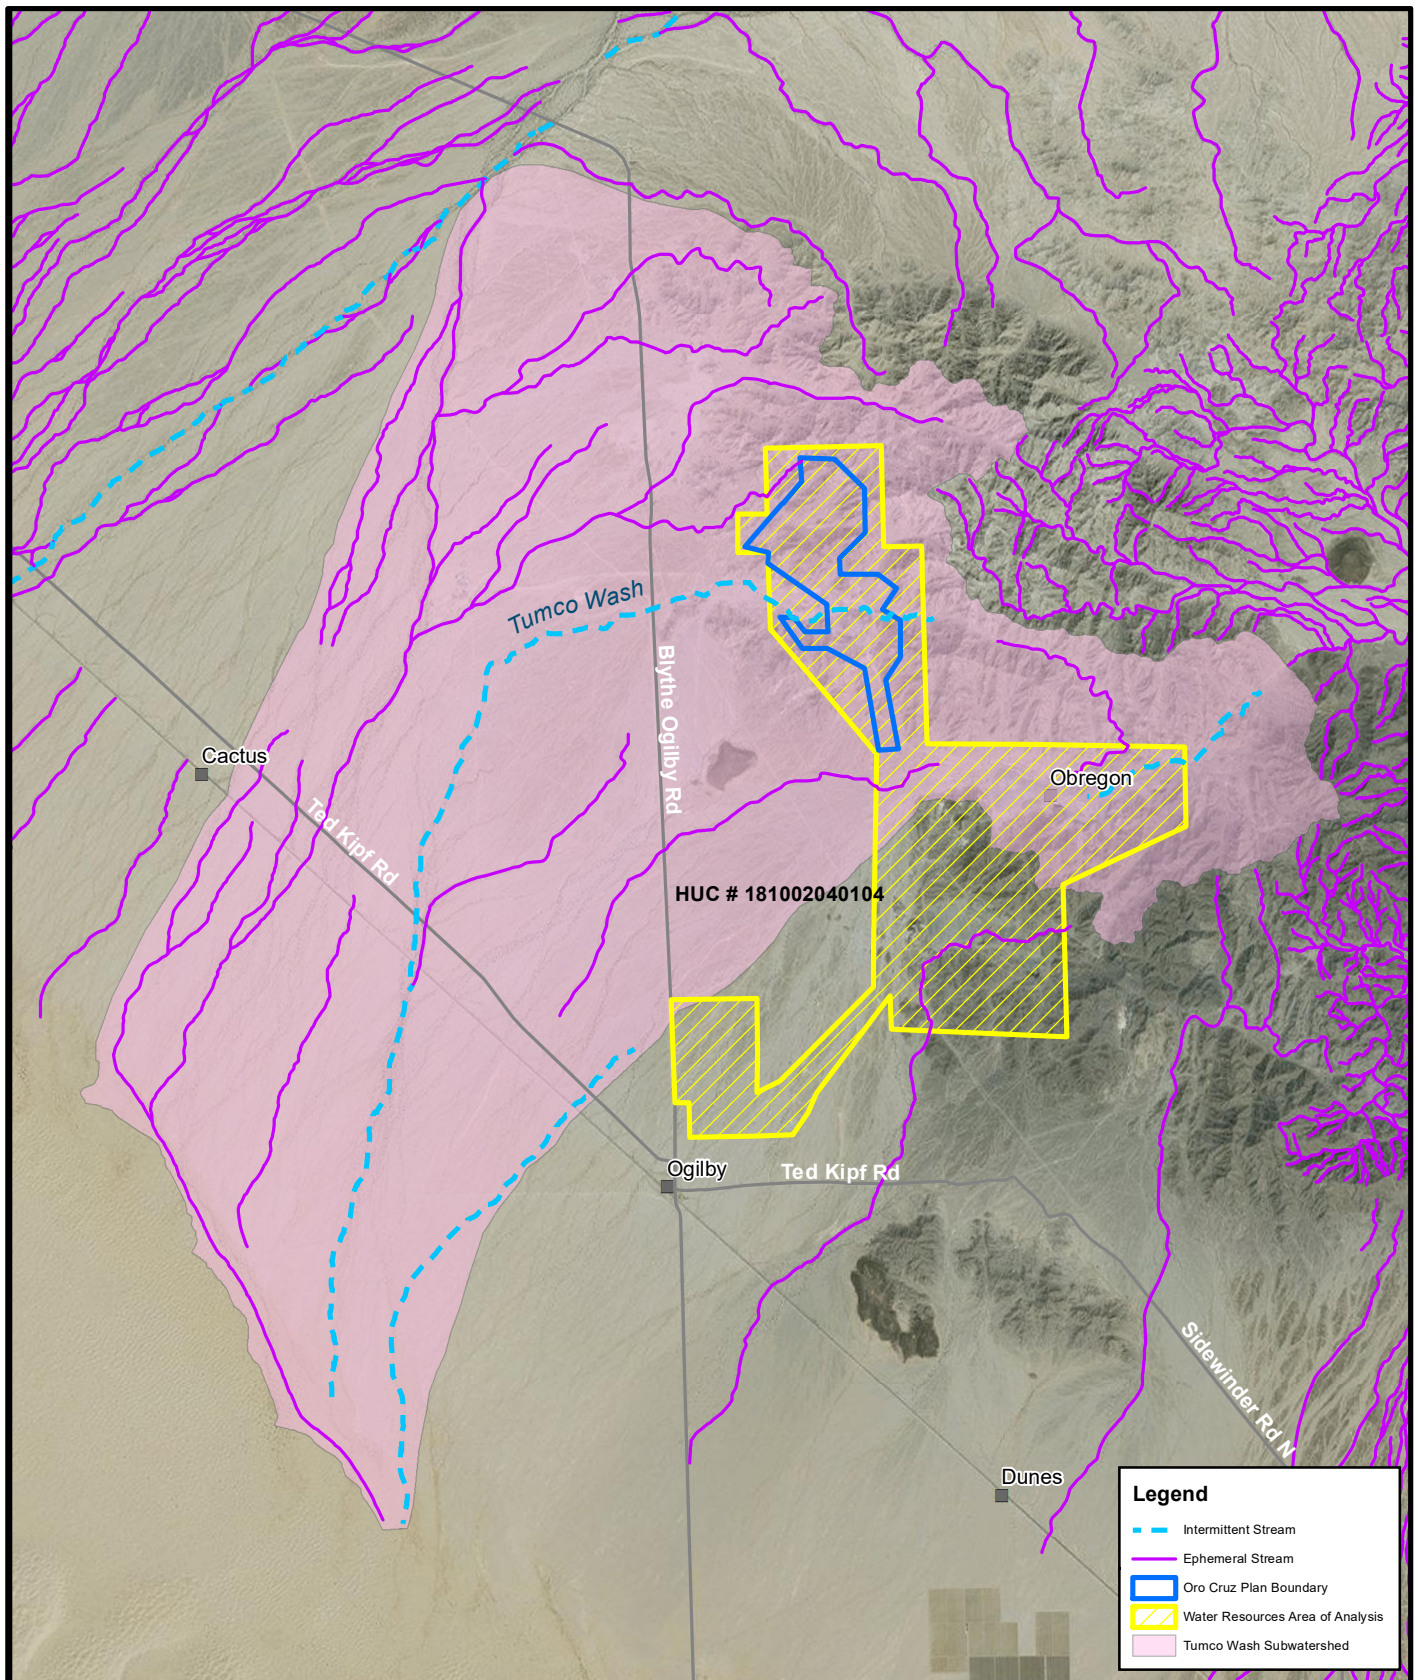 Tumco Wash
Blythe Ogilby Rd
Cactus
Ted Kipf Rd
Obregon
HUC # 181002040104
Ogilby
Ted Kipf Rd
Sidewinder Rd N
Dunes
Legend
Intermittent Stream
Ephemeral Stream
Oro Cruz Plan Boundary
Water Resources Area of Analysis
Tumco Wash Subwatershed